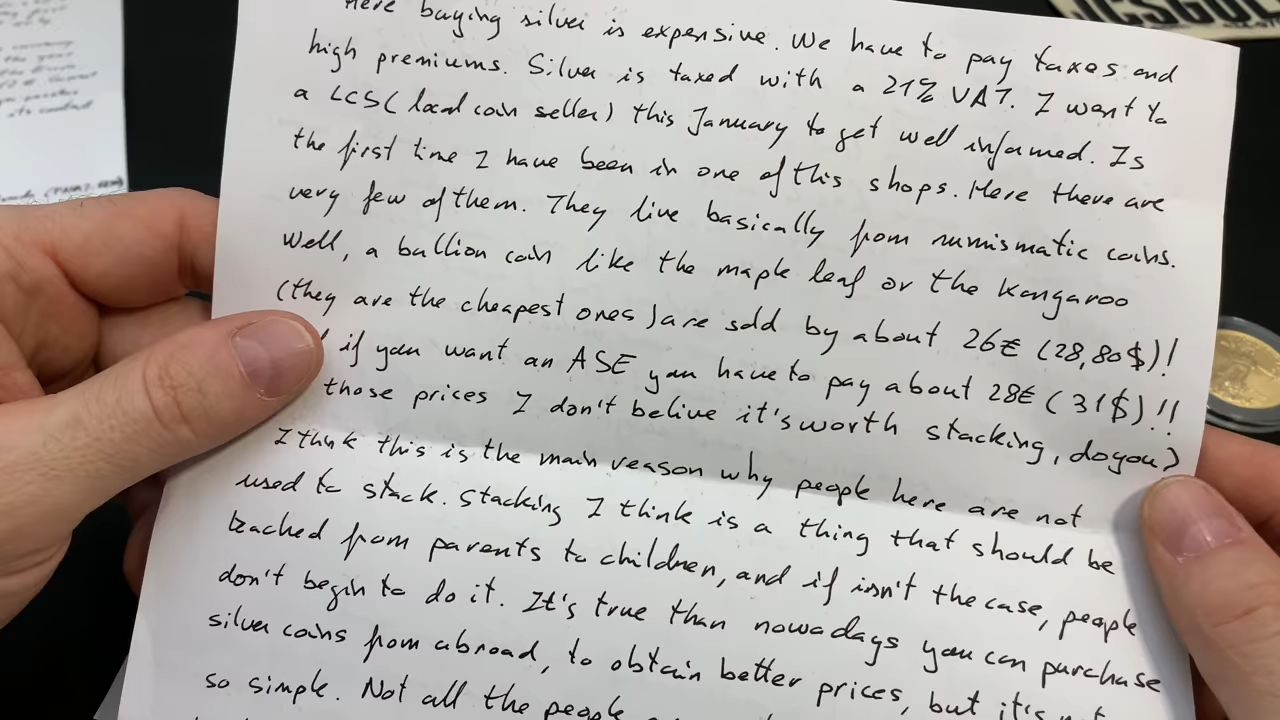 Here buying silver is expensive. We have to pay taxes and
high premiums. Silver is taxed with a 21% VAT. I want to
a LCS (local coin seller) this January to get well informed. Is
the first time I have been in one of this shops. Here there are
very few of them. They live basically from numismatic coins.
Well, a bullion coin like the maple leaf or the Kangaroo
(they are the cheapest ones) are sold by about 26€ (28,80$)!
if you want an ASE you have to pay about 28€ (31$)!!
those prices I don't belive it's worth stacking, do you?
I think this is the main reason why people here are not
used to stack. Stacking I think is a thing that should be
teached from parents to children, and if isn't the case, people
don't begin to do it. It's true than nowadays you can purchase
silver coins from abroad, to obtain better prices, but it's not
so simple. Not all the people